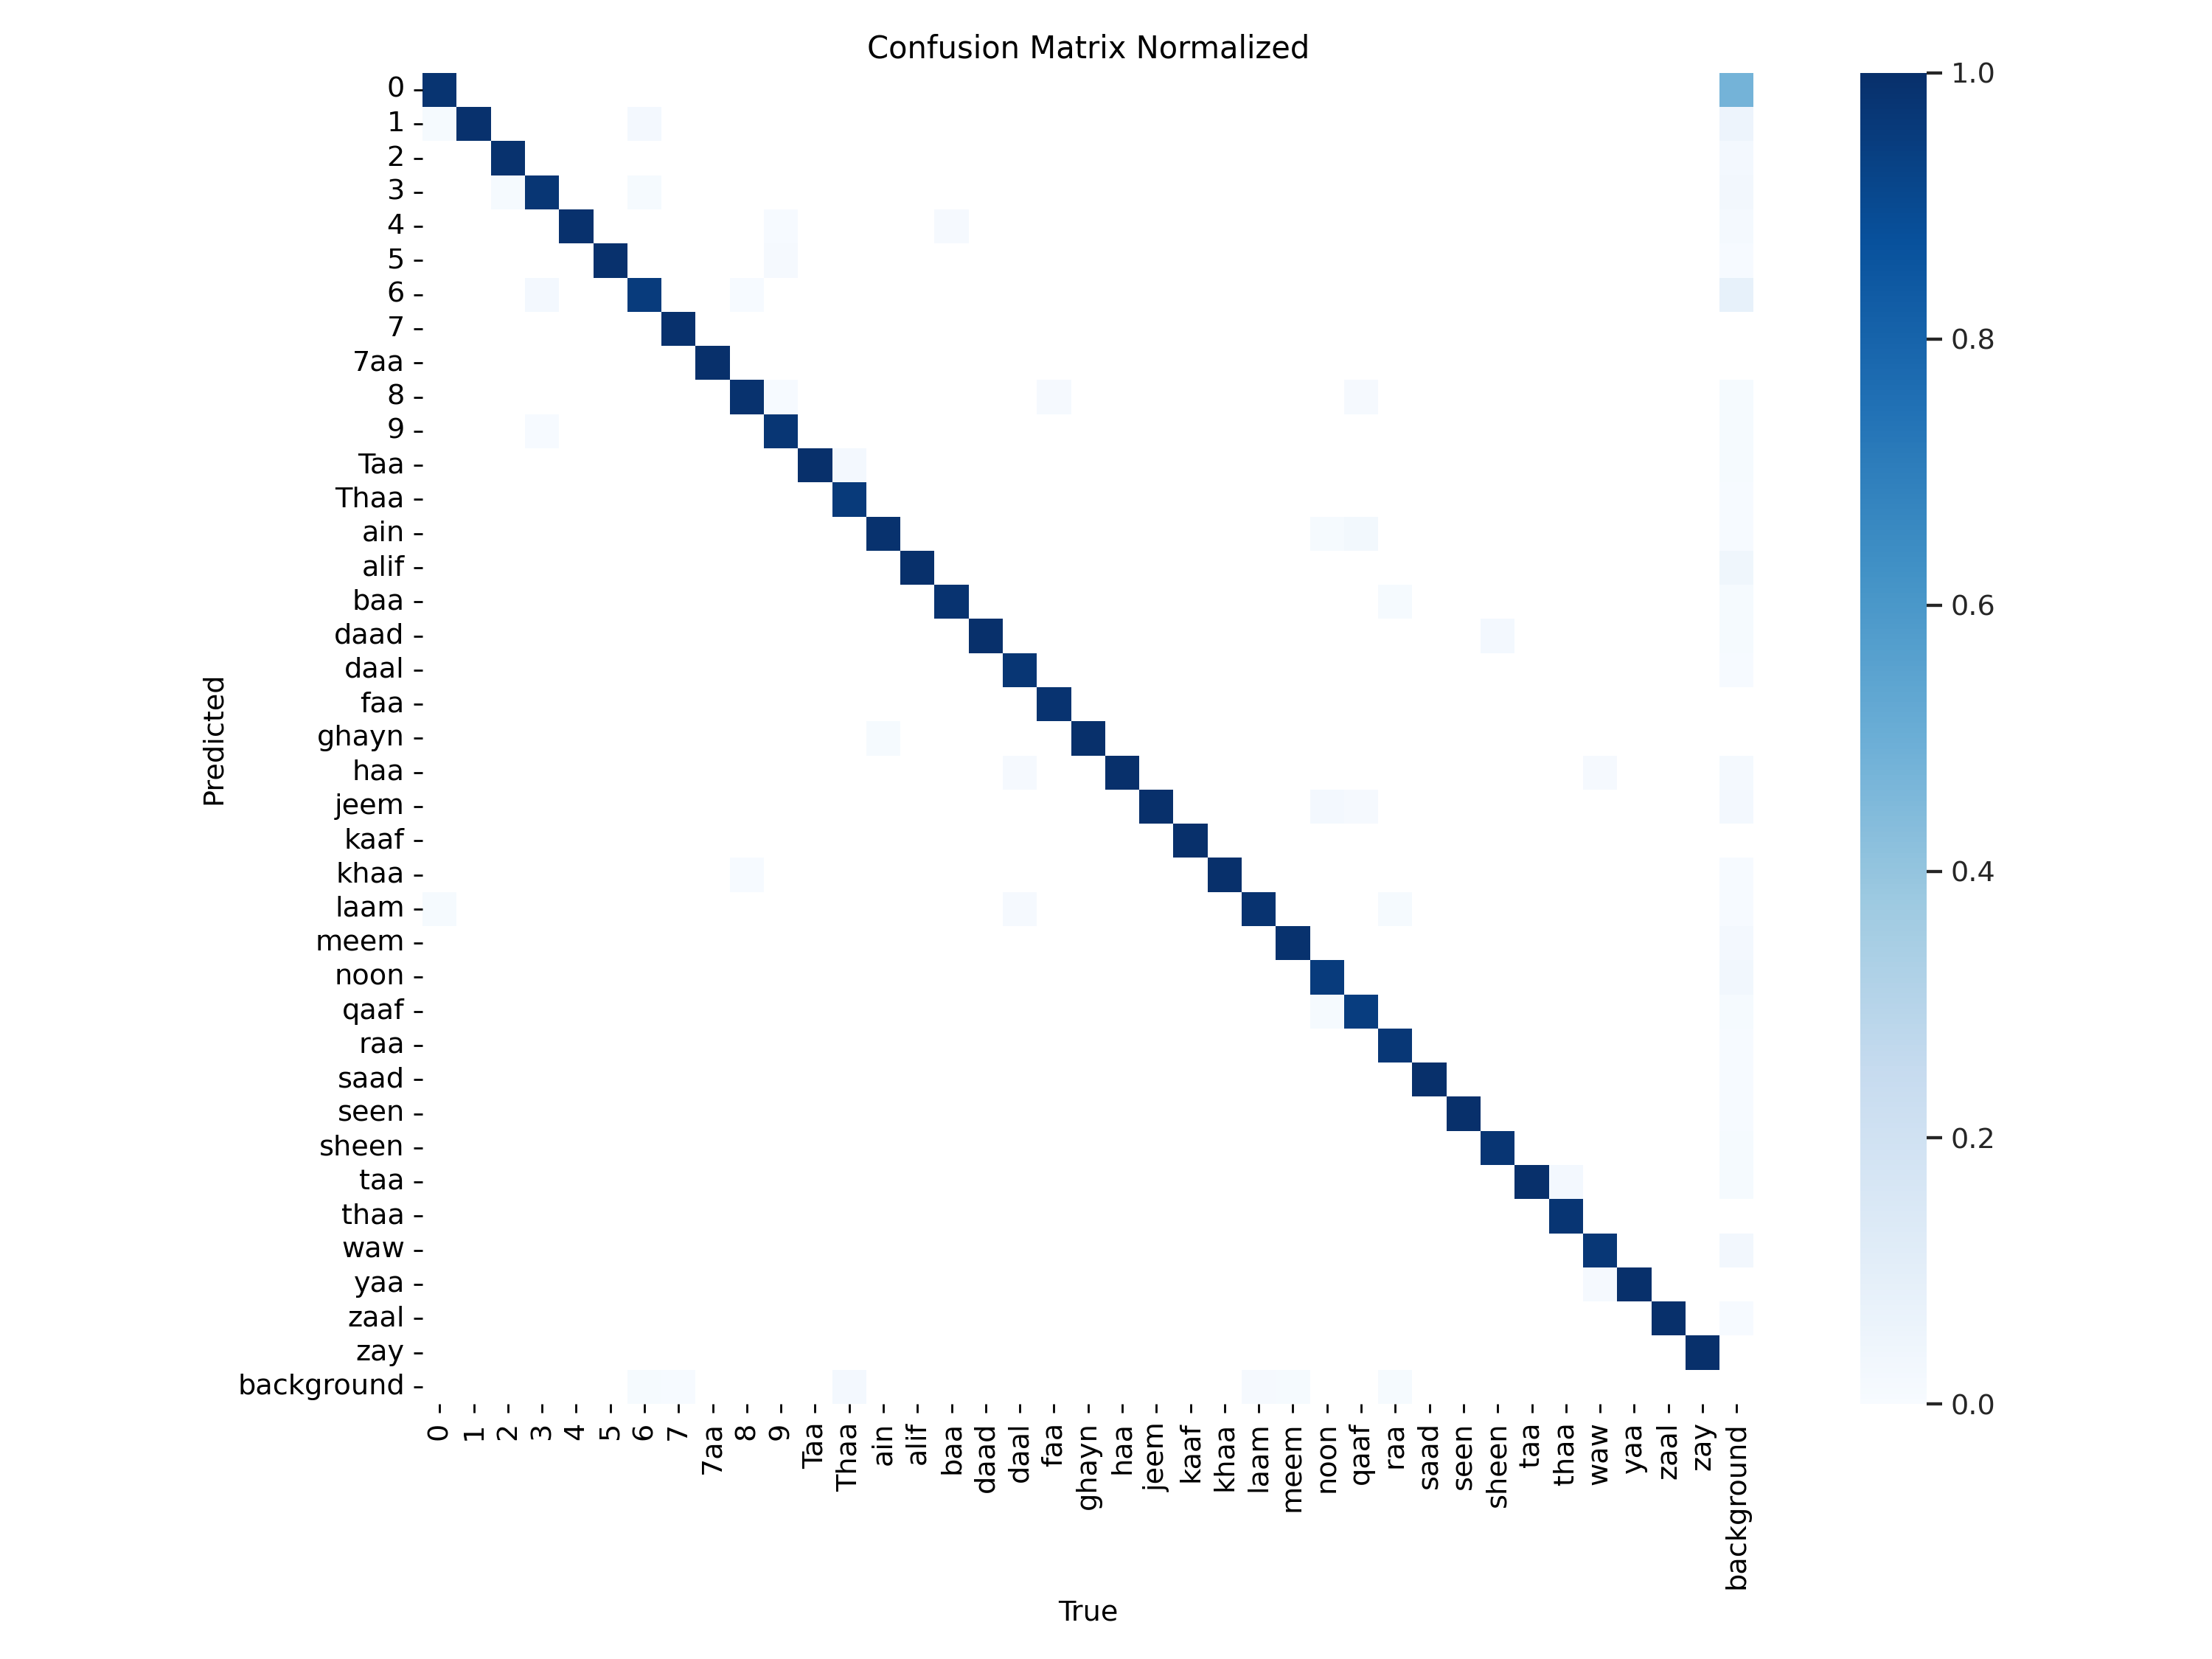 Confusion Matrix Normalized
Predicted
0
1
2
3
4
5
6
7
7aa
8
9
Taa
Thaa
ain
alif
baa
daad
daal
faa
ghayn
haa
jeem
kaaf
khaa
laam
meem
noon
qaaf
raa
saad
seen
sheen
taa
thaa
waw
yaa
zaal
zay
background
0 1 2 3 4 5 6 7 7aa 8 9 Taa Thaa ain alif baa daad daal faa ghayn haa jeem kaaf khaa laam meem noon qaaf raa saad seen sheen taa thaa waw yaa zaal zay background
True
1.0
0.8
0.6
0.4
0.2
0.0